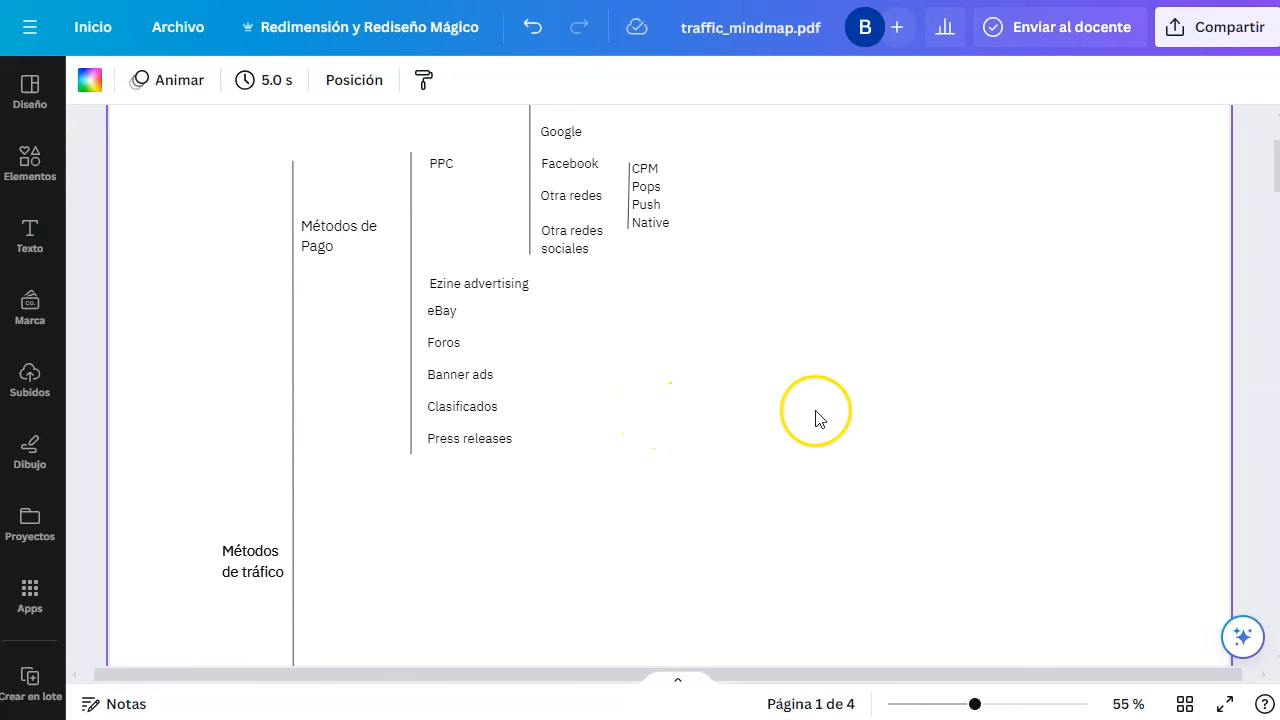 Inicio
Archivo
Redimensión y Rediseño Mágico
traffic_mindmap.pdf
B
Enviar al docente
Compartir
Diseño
Elementos
Texto
CO.
Marca
Subidos
Dibujo
Proyectos
Apps
Crear en lote
Animar
5.0 s
Posición
Google
PPC
Facebook
CPM
Pops
Otra redes
Push
Native
Métodos de
Pago
Otra redes
sociales
Ezine advertising
eBay
Foros
Banner ads
Clasificados
Press releases
Métodos
de tráfico
Notas
Página 1 de 4
55 %
?